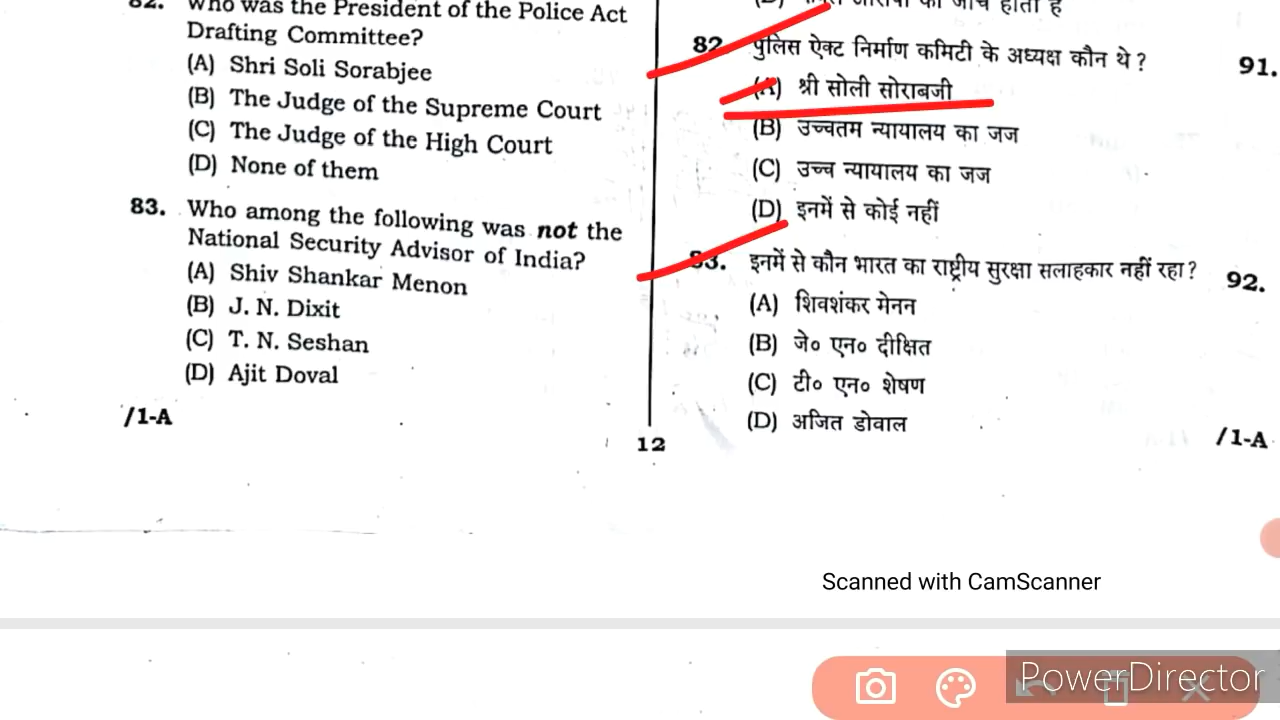 82. Who was the President of the Police Act
Drafting Committee?
(A) Shri Soli Sorabjee
(B) The Judge of the Supreme Court
(C) The Judge of the High Court
(D) None of them
83. Who among the following was not the
National Security Advisor of India?
(A) Shiv Shankar Menon
(B) J. N. Dixit
(C) T. N. Seshan
(D) Ajit Doval
/1-A
12
की जाँच होती है
82. पुलिस ऐक्ट निर्माण कमिटी के अध्यक्ष कौन थे?
(A) श्री सोली सोराबजी
(B) उच्चतम न्यायालय का जज
(C) उच्च न्यायालय का जज
(D) इनमें से कोई नहीं
83. इनमें से कौन भारत का राष्ट्रीय सुरक्षा सलाहकार नहीं रहा?
(A) शिवशंकर मेनन
(B) जे० एन० दीक्षित
(C) टी० एन० शेषण
(D) अजित डोवाल
91.
92.
/1-A
Scanned with CamScanner
PowerDirector